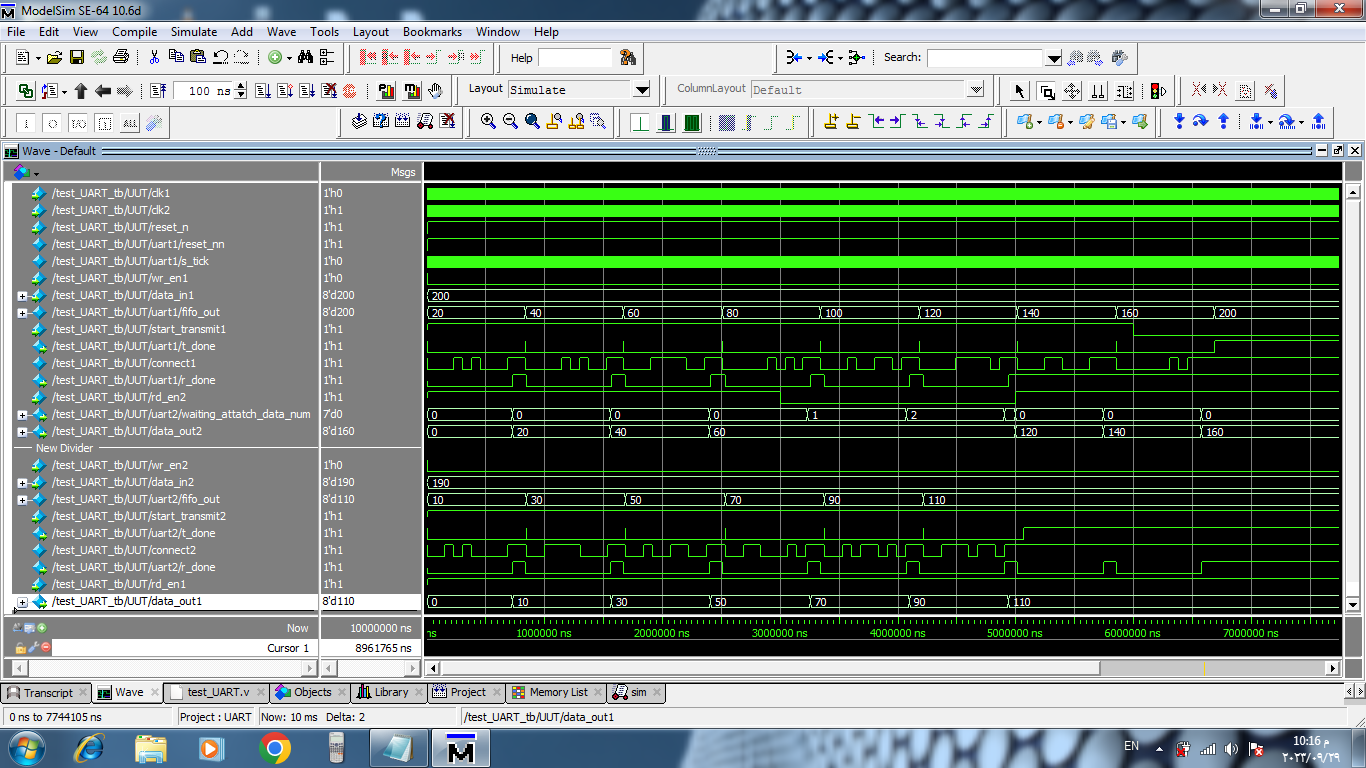 ModelSim SE-64 10.6d
File Edit View Compile Simulate Add Wave Tools Layout Bookmarks Window Help
Help Search:
100 ns Layout Simulate ColumnLayout Default
ALL
Wave - Default
Msgs
/test_UART_tb/UUT/clk1 1'h0
/test_UART_tb/UUT/clk2 1'h1
/test_UART_tb/UUT/reset_n 1'h1
/test_UART_tb/UUT/uart1/reset_nn 1'h1
/test_UART_tb/UUT/uart1/s_tick 1'h0
/test_UART_tb/UUT/wr_en1 1'h0
/test_UART_tb/UUT/data_in1 8'd200 200
/test_UART_tb/UUT/uart1/fifo_out 8'd200 20 40 60 80 100 120 140 160 200
/test_UART_tb/UUT/start_transmit1 1'h1
/test_UART_tb/UUT/uart1/t_done 1'h1
/test_UART_tb/UUT/connect1 1'h1
/test_UART_tb/UUT/uart1/r_done 1'h1
/test_UART_tb/UUT/rd_en2 1'h1
/test_UART_tb/UUT/uart2/waiting_attatch_data_num 7'd0 0 0 0 0 1 2 0 0 0
/test_UART_tb/UUT/data_out2 8'd160 0 20 40 60 120 140 160
New Divider
/test_UART_tb/UUT/wr_en2 1'h0
/test_UART_tb/UUT/data_in2 8'd190 190
/test_UART_tb/UUT/uart2/fifo_out 8'd110 10 30 50 70 90 110
/test_UART_tb/UUT/start_transmit2 1'h1
/test_UART_tb/UUT/uart2/t_done 1'h1
/test_UART_tb/UUT/connect2 1'h1
/test_UART_tb/UUT/uart2/r_done 1'h1
/test_UART_tb/UUT/rd_en1 1'h1
/test_UART_tb/UUT/data_out1 8'd110 0 10 30 50 70 90 110
Now 10000000 ns ns 1000000 ns 2000000 ns 3000000 ns 4000000 ns 5000000 ns 6000000 ns 7000000 ns
Cursor 1 8961765 ns
Transcript Wave test_UART.v Objects Library Project Memory List sim
0 ns to 7744105 ns Project : UART Now: 10 ms Delta: 2 /test_UART_tb/UUT/data_out1
EN م 10:16
٢٠٢٣/٠٩/٢٩